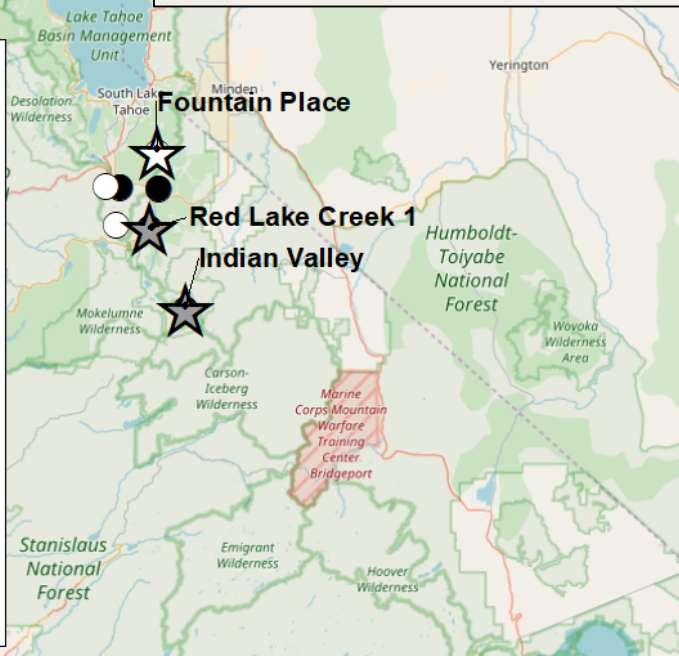 Lake Tahoe
Basin Management
Unit
Yerington
Desolation
Wilderness
South Lake
Tahoe
Minden
Fountain Place
Red Lake Creek 1
Indian Valley
Humboldt-
Toiyabe
National
Forest
Mokelumne
Wilderness
Wovoka
Wilderness
Area
Carson-
Iceberg
Wilderness
Marine
Corps Mountain
Warfare
Training
Center
Bridgeport
Stanislaus
National
Forest
Emigrant
Wilderness
Hoover
Wilderness